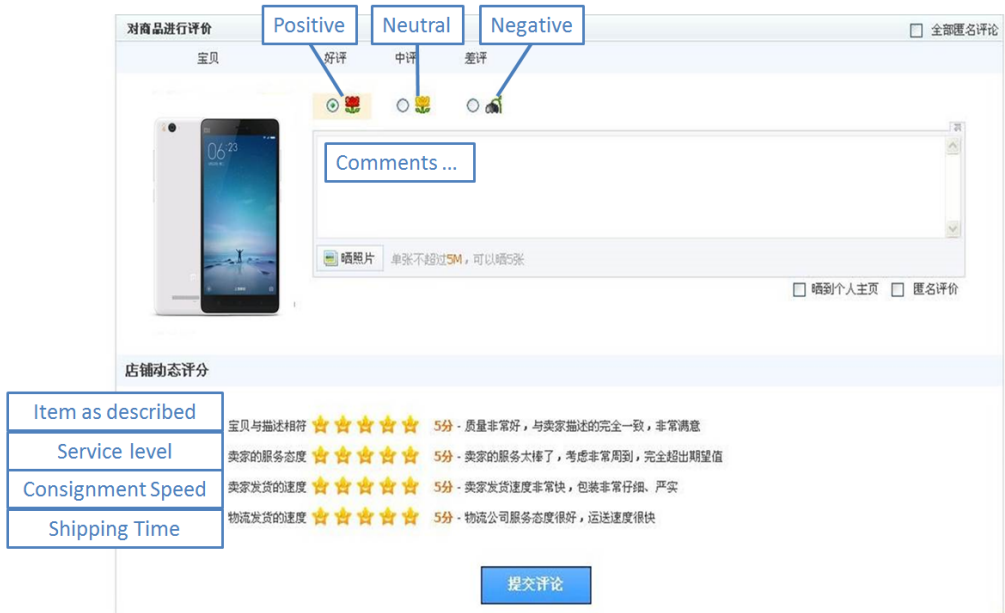 Positive Neutral Negative
对商品进行评价 全部匿名评论
宝贝 好评 中评 差评
06:23
Comments ...
晒照片 单张不超过5M,可以晒5张
晒到个人主页 匿名评价
店铺动态评分
Item as described
宝贝与描述相符 5分 - 质量非常好,与卖家描述的完全一致,非常满意
Service level
卖家的服务态度 5分 - 卖家的服务太棒了,考虑非常周到,完全超出期望值
Consignment Speed
卖家发货的速度 5分 - 卖家发货速度非常快,包装非常仔细、严实
Shipping Time
物流发货的速度 5分 - 物流公司服务态度很好,运送速度很快
提交评论